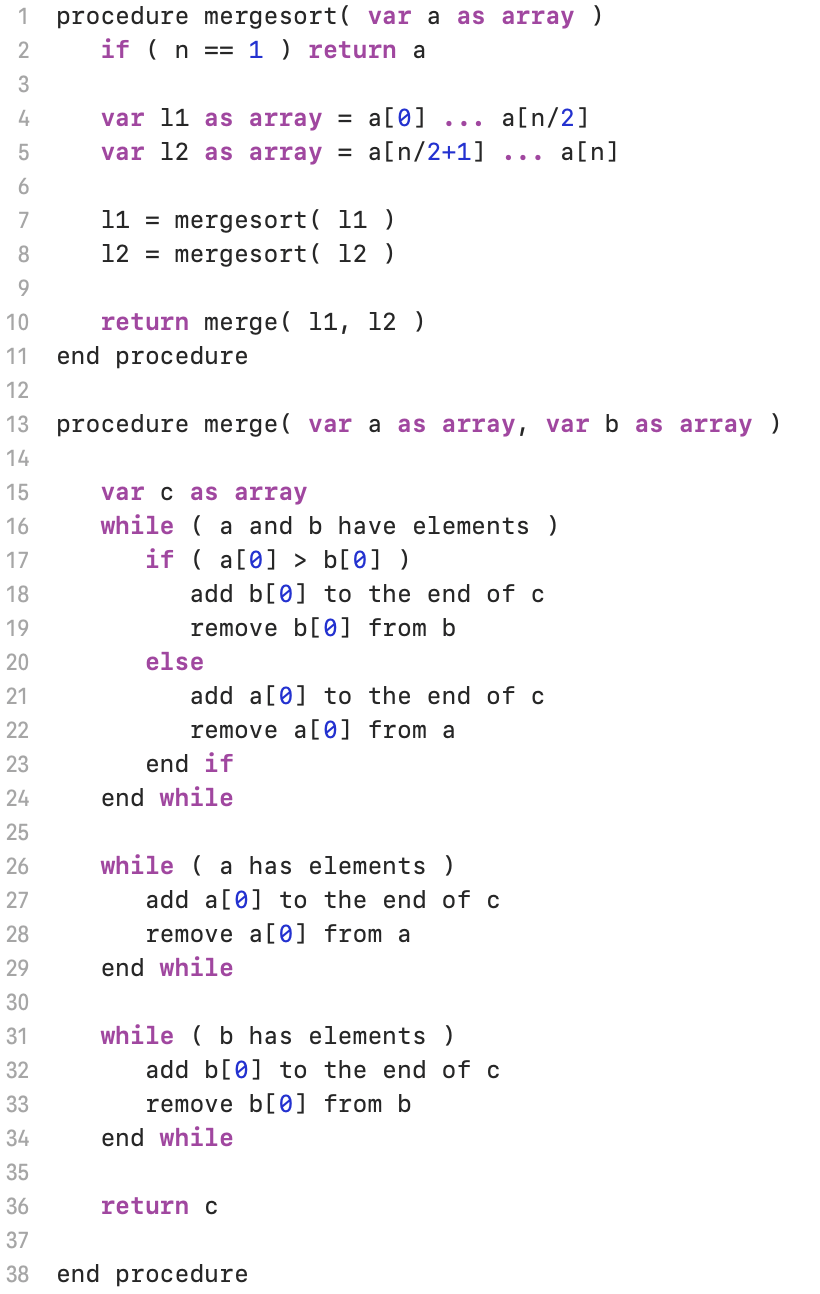 1 procedure mergesort( var a as array )
2    if ( n == 1 ) return a
3
4    var l1 as array = a[0] ... a[n/2]
5    var l2 as array = a[n/2+1] ... a[n]
6
7    l1 = mergesort( l1 )
8    l2 = mergesort( l2 )
9
10    return merge( l1, l2 )
11 end procedure
12
13 procedure merge( var a as array, var b as array )
14
15    var c as array
16    while ( a and b have elements )
17       if ( a[0] > b[0] )
18          add b[0] to the end of c
19          remove b[0] from b
20       else
21          add a[0] to the end of c
22          remove a[0] from a
23       end if
24    end while
25
26    while ( a has elements )
27       add a[0] to the end of c
28       remove a[0] from a
29    end while
30
31    while ( b has elements )
32       add b[0] to the end of c
33       remove b[0] from b
34    end while
35
36    return c
37
38 end procedure